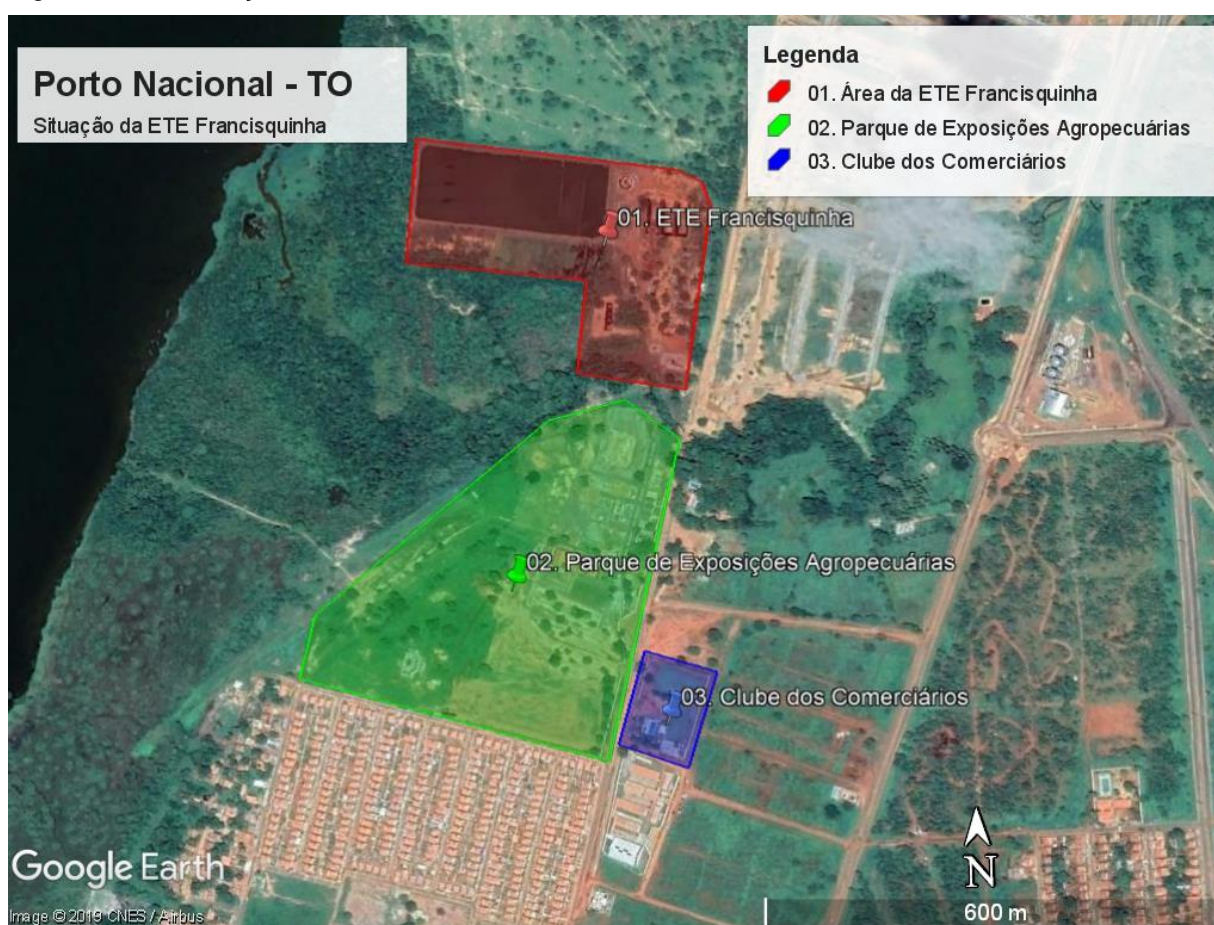 Porto Nacional - TO
Situação da ETE Francisquinha
Legenda
01. Área da ETE Francisquinha
02. Parque de Exposições Agropecuárias
03. Clube dos Comerciários
01. ETE Francisquinha
02. Parque de Exposições Agropecuárias
03. Clube dos Comerciários
Google Earth
N
Image © 2019 CNES / Airbus
600 m